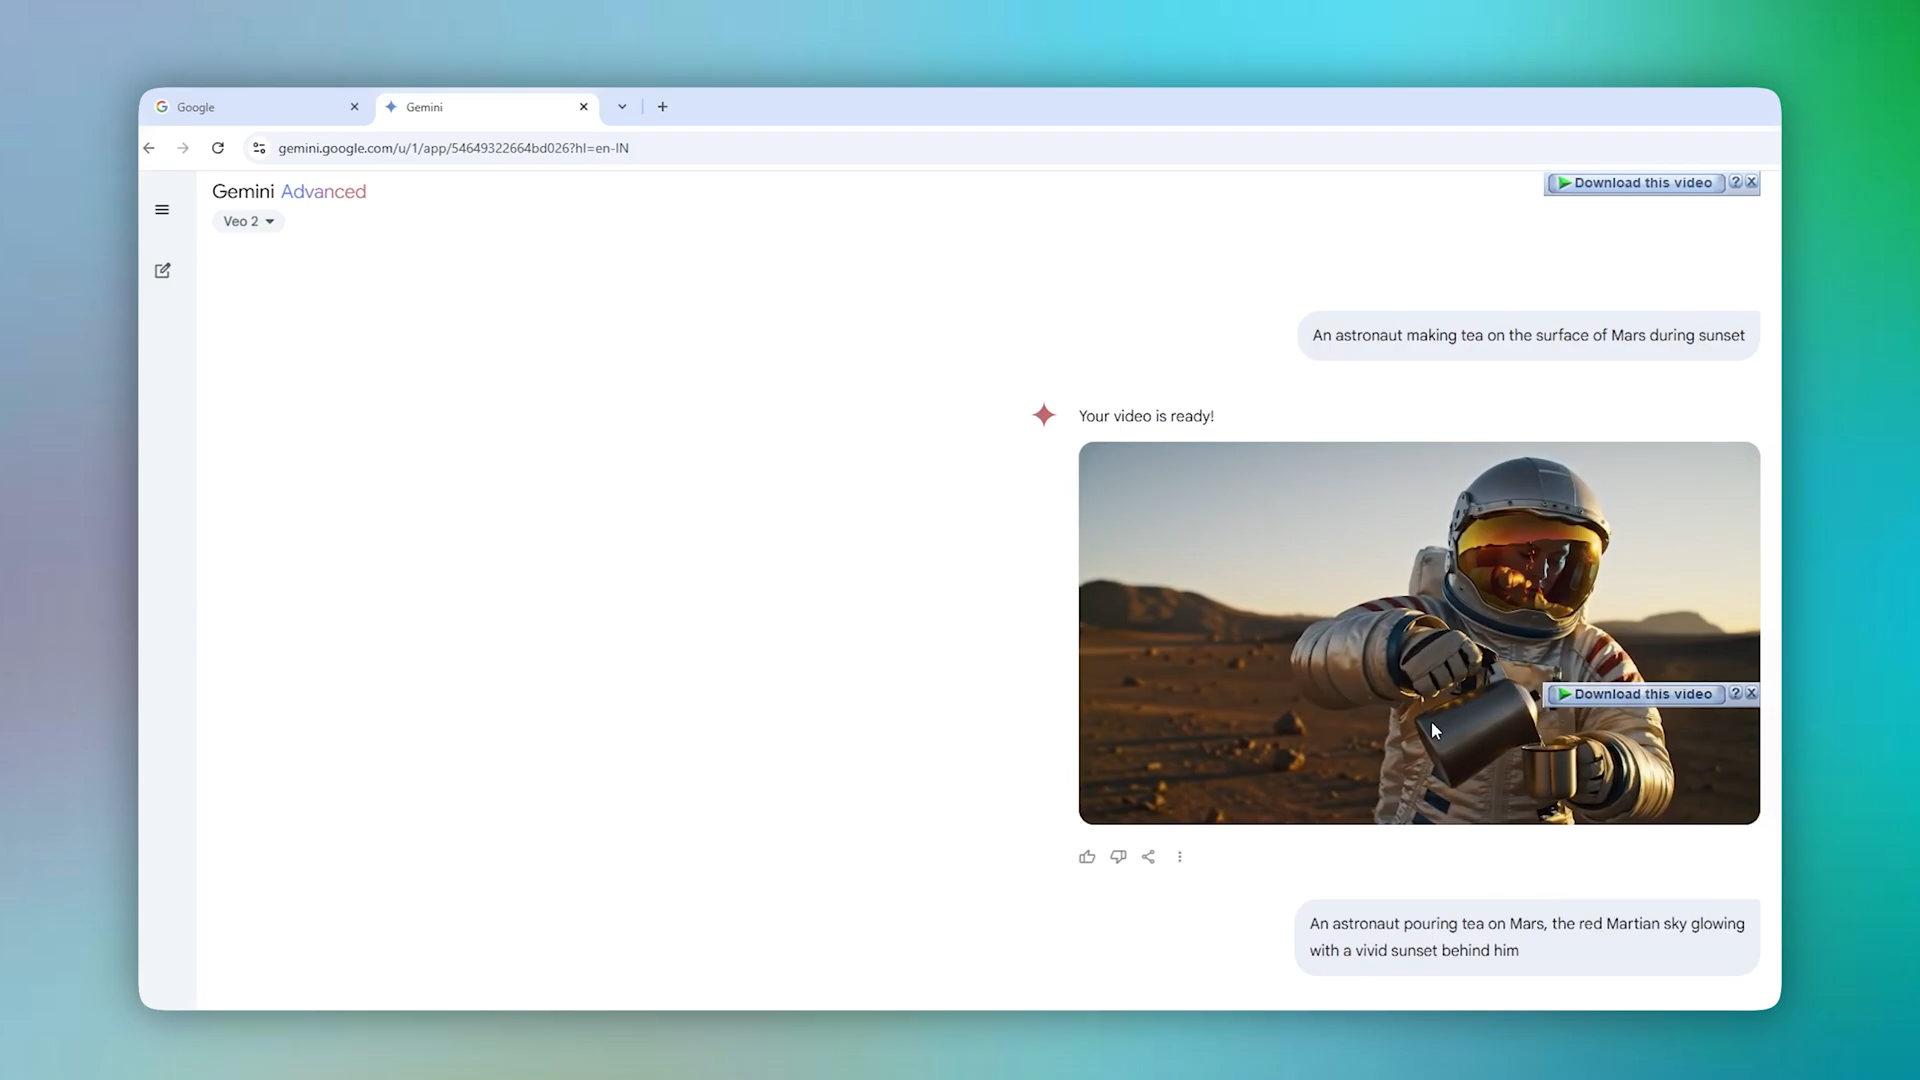 Google
Gemini
gemini.google.com/u/1/app/54649322664bd026?hl=en-IN
Gemini Advanced
Download this video
Veo 2
An astronaut making tea on the surface of Mars during sunset
Your video is ready!
Download this video
An astronaut pouring tea on Mars, the red Martian sky glowing
with a vivid sunset behind him